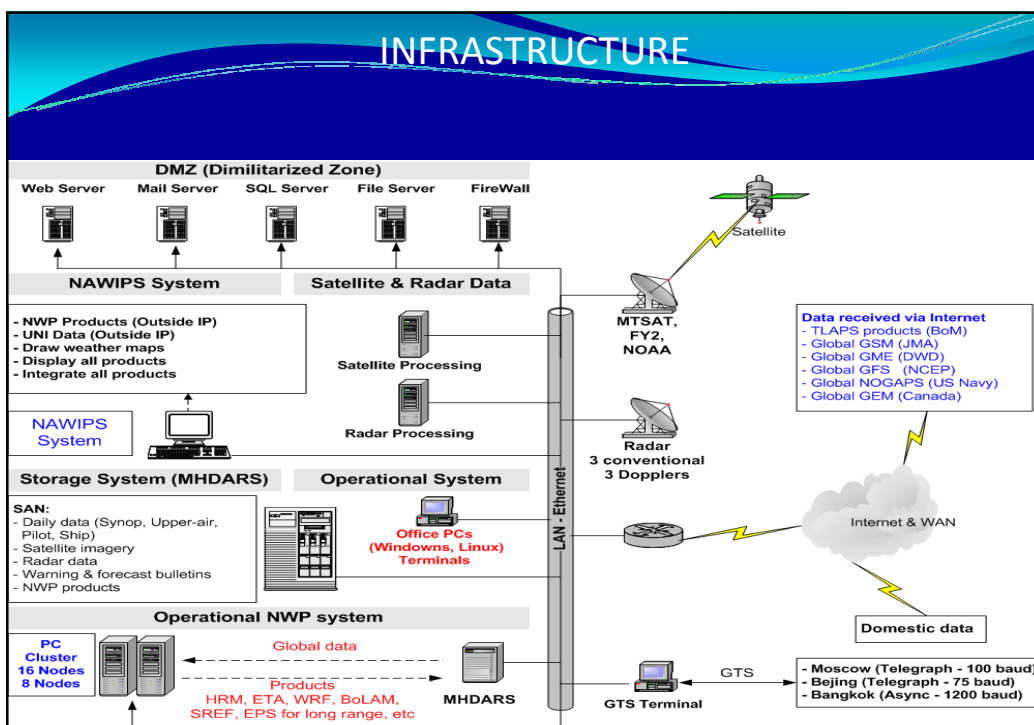 INFRASTRUCTURE
DMZ (Dimilitarized Zone)
Web Server
Mail Server
SQL Server
File Server
FireWall
Satellite
NAWIPS System
Satellite & Radar Data
- NWP Products (Outside IP)
- UNI Data (Outside IP)
- Draw weather maps
- Display all products
- Integrate all products
NAWIPS
System
Satellite Processing
Radar Processing
MTSAT,
FY2,
NOAA
Radar
3 conventional
3 Dopplers
Data received via Internet
- TLAPS products (BoM)
- Global GSM (JMA)
- Global GME (DWD)
- Global GFS (NCEP)
- Global NOGAPS (US Navy)
- Global GEM (Canada)
LAN - Ethernet
Storage System (MHDARS)
Operational System
SAN:
- Daily data (Synop, Upper-air,
Pilot, Ship)
- Satellite imagery
- Radar data
- Warning & forecast bulletins
- NWP products
Office PCs
(Windowns, Linux)
Terminals
Internet & WAN
Domestic data
Operational NWP system
PC
Cluster
16 Nodes
8 Nodes
Global data
Products
HRM, ETA, WRF, BoLAM,
SREF, EPS for long range, etc
MHDARS
GTS Terminal
GTS
- Moscow (Telegraph - 100 baud)
- Bejing (Telegraph - 75 baud)
- Bangkok (Async - 1200 baud)